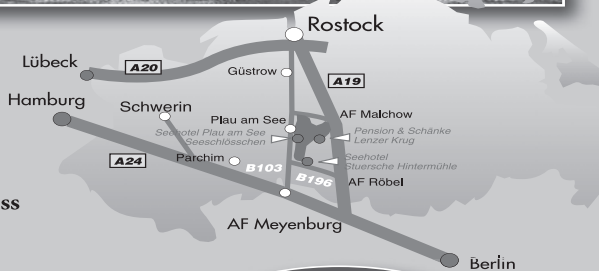 Rostock
Lübeck
A20
Güstrow
A19
Hamburg
Schwerin
AF Malchow
Plau am See
Seehotel Plau am See
Seeschlösschen
Pension & Schänke
Lenzer Krug
A24
Parchim
B103
Seehotel
Stuersche Hintermühle
B196
AF Röbel
ss
AF Meyenburg
Berlin